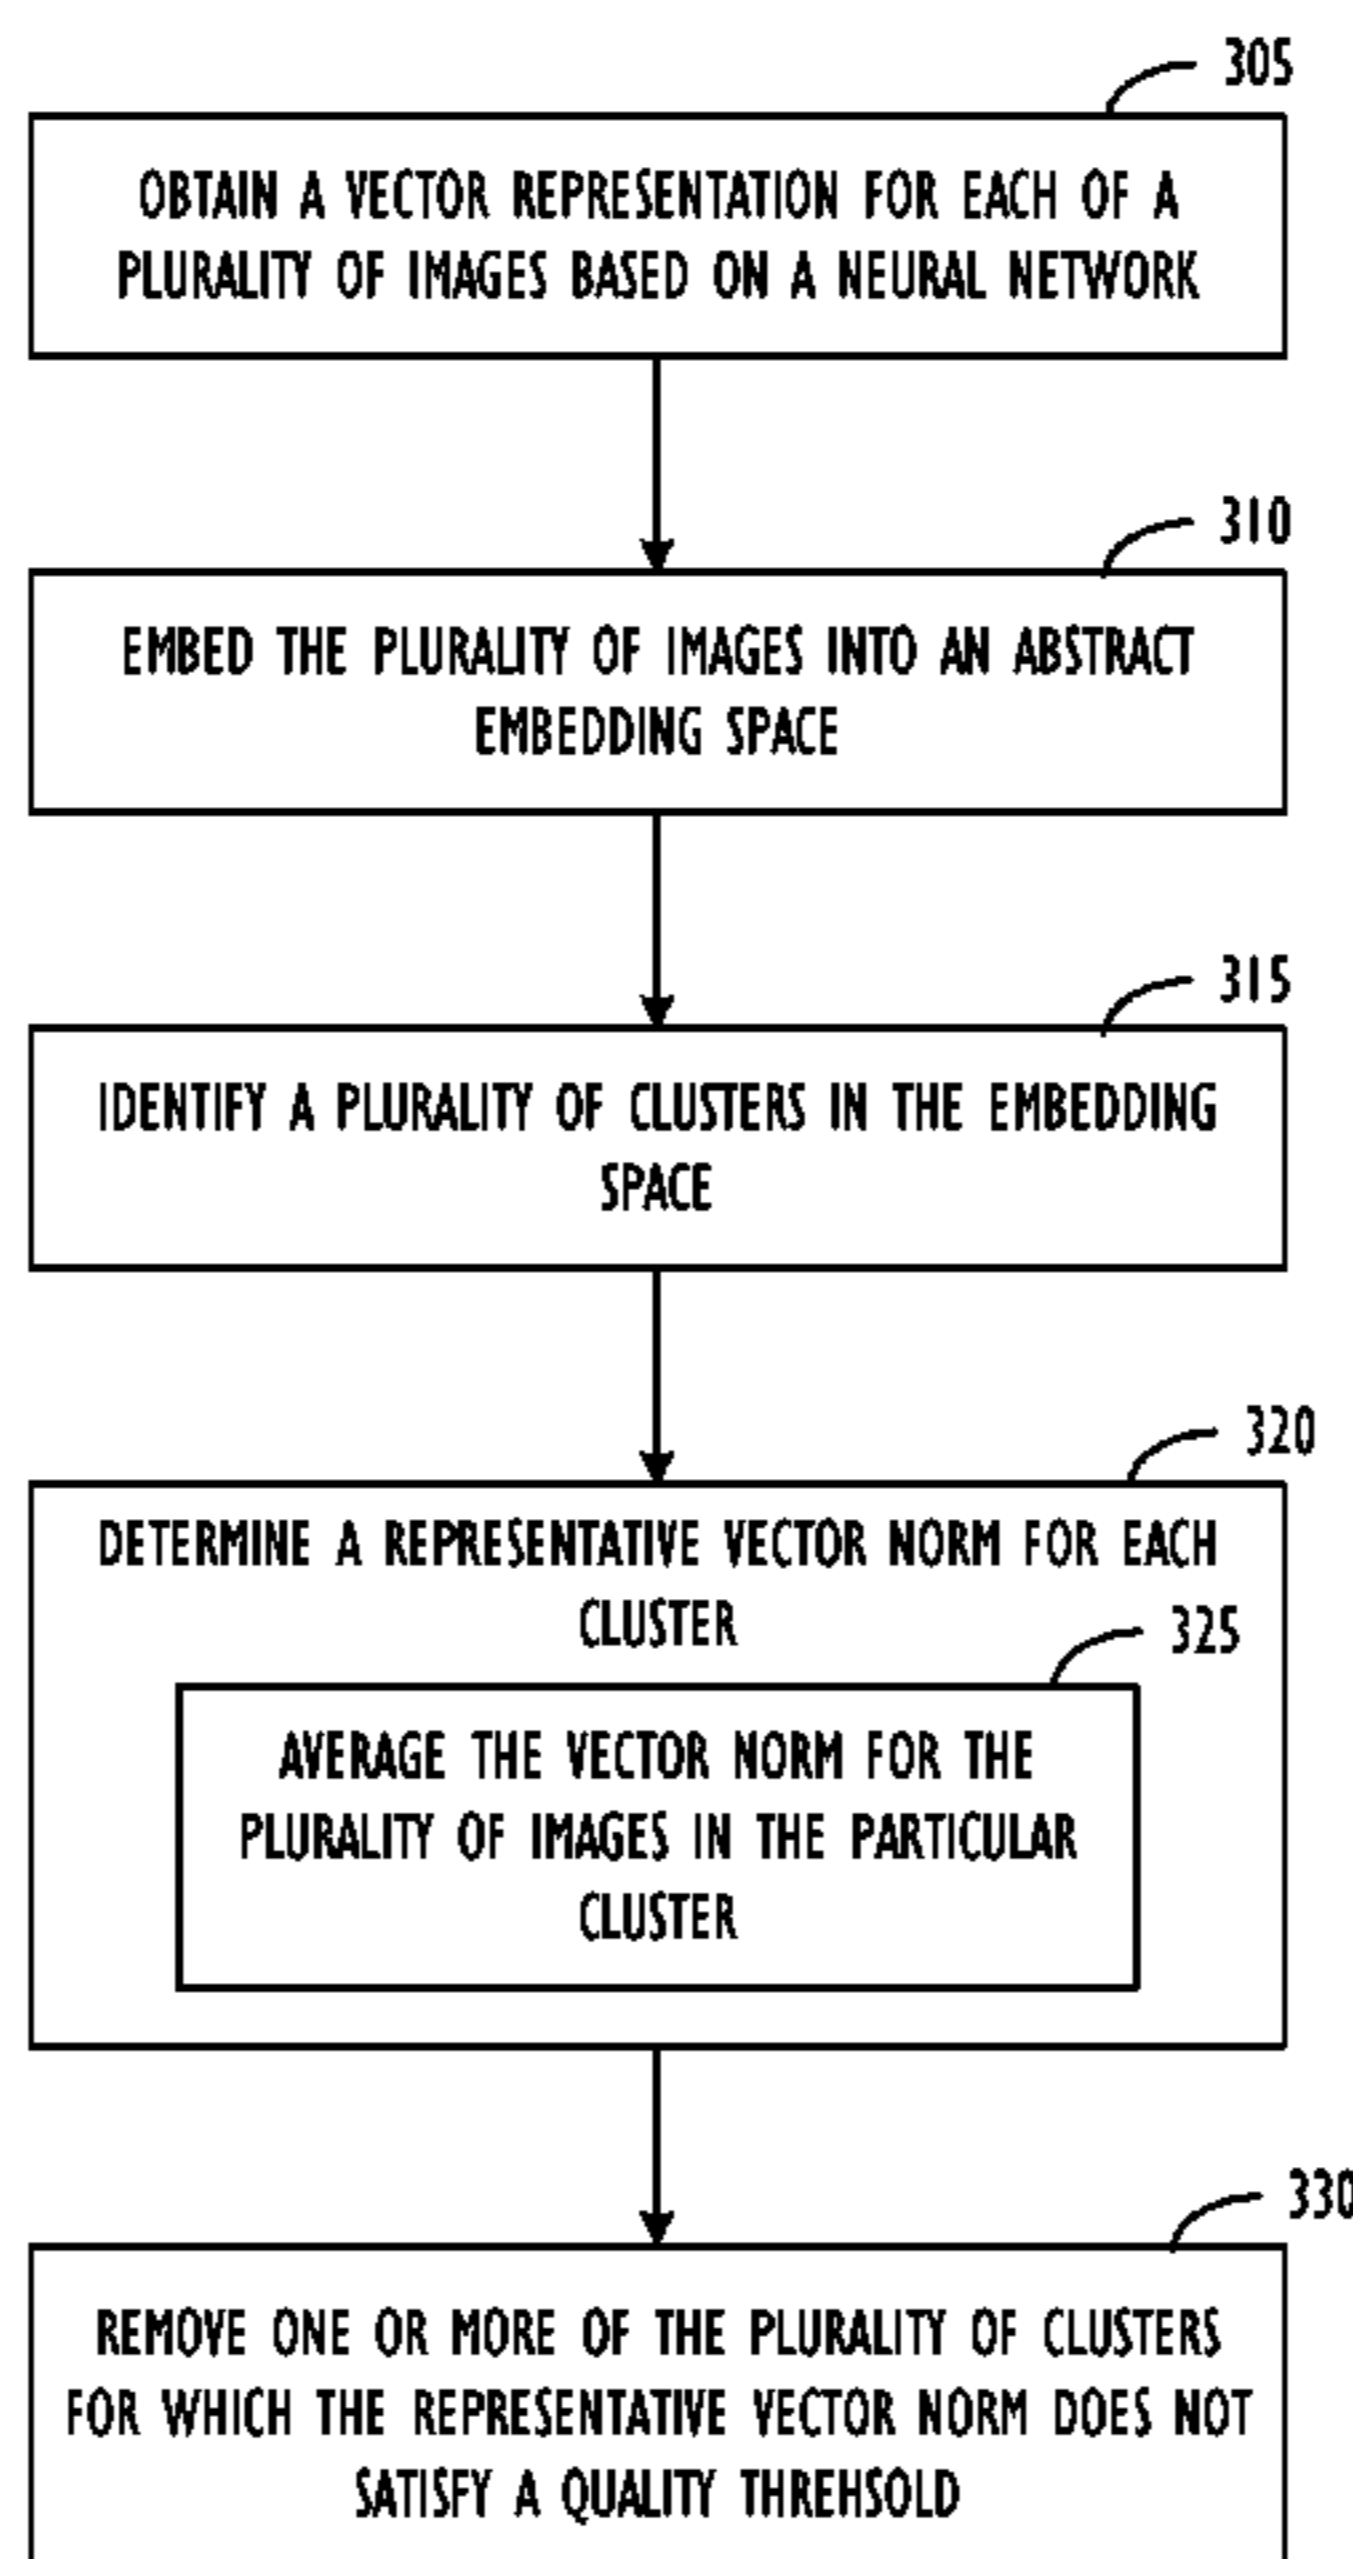 305
OBTAIN A VECTOR REPRESENTATION FOR EACH OF A
PLURALITY OF IMAGES BASED ON A NEURAL NETWORK
310
EMBED THE PLURALITY OF IMAGES INTO AN ABSTRACT
EMBEDDING SPACE
315
IDENTIFY A PLURALITY OF CLUSTERS IN THE EMBEDDING
SPACE
320
DETERMINE A REPRESENTATIVE VECTOR NORM FOR EACH
CLUSTER
325
AVERAGE THE VECTOR NORM FOR THE
PLURALITY OF IMAGES IN THE PARTICULAR
CLUSTER
330
REMOVE ONE OR MORE OF THE PLURALITY OF CLUSTERS
FOR WHICH THE REPRESENTATIVE VECTOR NORM DOES NOT
SATISFY A QUALITY THREHSOLD